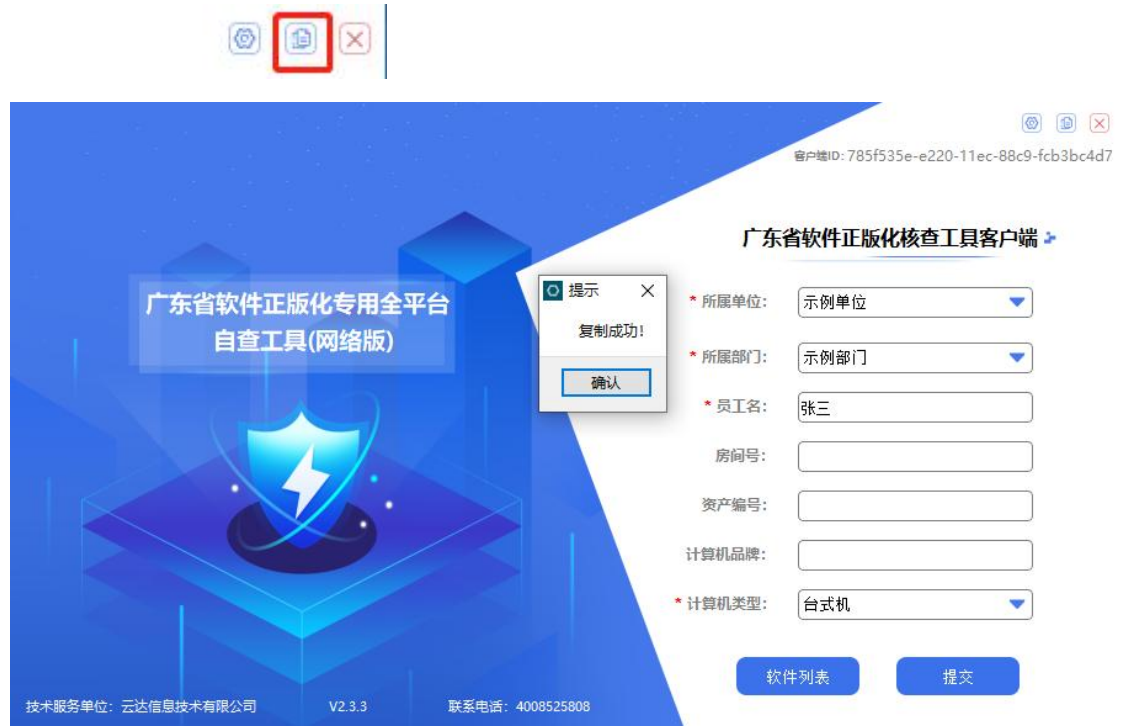 客户端ID: 785f535e-e220-11ec-88c9-fcb3bc4d7
广东省软件正版化核查工具客户端
广东省软件正版化专用全平台
自查工具(网络版)
提示
复制成功!
确认
* 所属单位: 示例单位
* 所属部门: 示例部门
* 员工名: 张三
房间号:
资产编号:
计算机品牌:
* 计算机类型: 台式机
软件列表 提交
技术服务单位: 云达信息技术有限公司 V2.3.3 联系电话: 4008525808